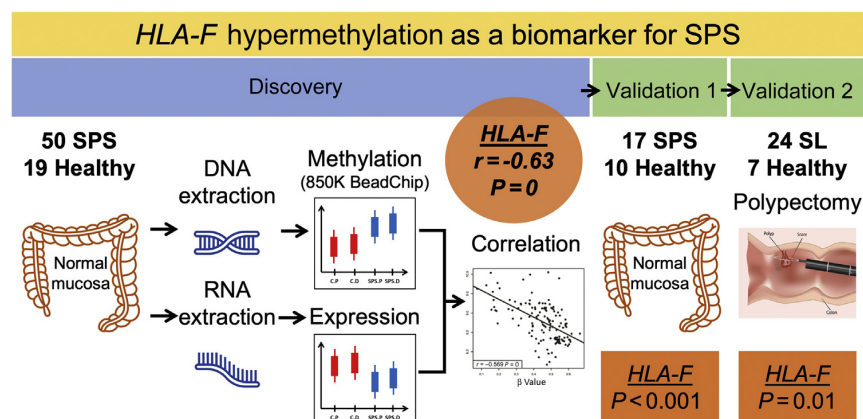 HLA-F hypermethylation as a biomarker for SPS
Discovery
Validation 1
Validation 2
50 SPS
19 Healthy
Normal
mucosa
DNA
extraction
RNA
extraction
Methylation
(850K BeadChip)
C.P C.D SPS.P SPS.D
Expression
C.P C.D SPS.P SPS.D
HLA-F
r = -0.63
P = 0
Correlation
r = -0.569 P = 0
β Value
17 SPS
10 Healthy
Normal
mucosa
HLA-F
P < 0.001
24 SL
7 Healthy
Polypectomy
Polyp
Snare
Colon
HLA-F
P = 0.01